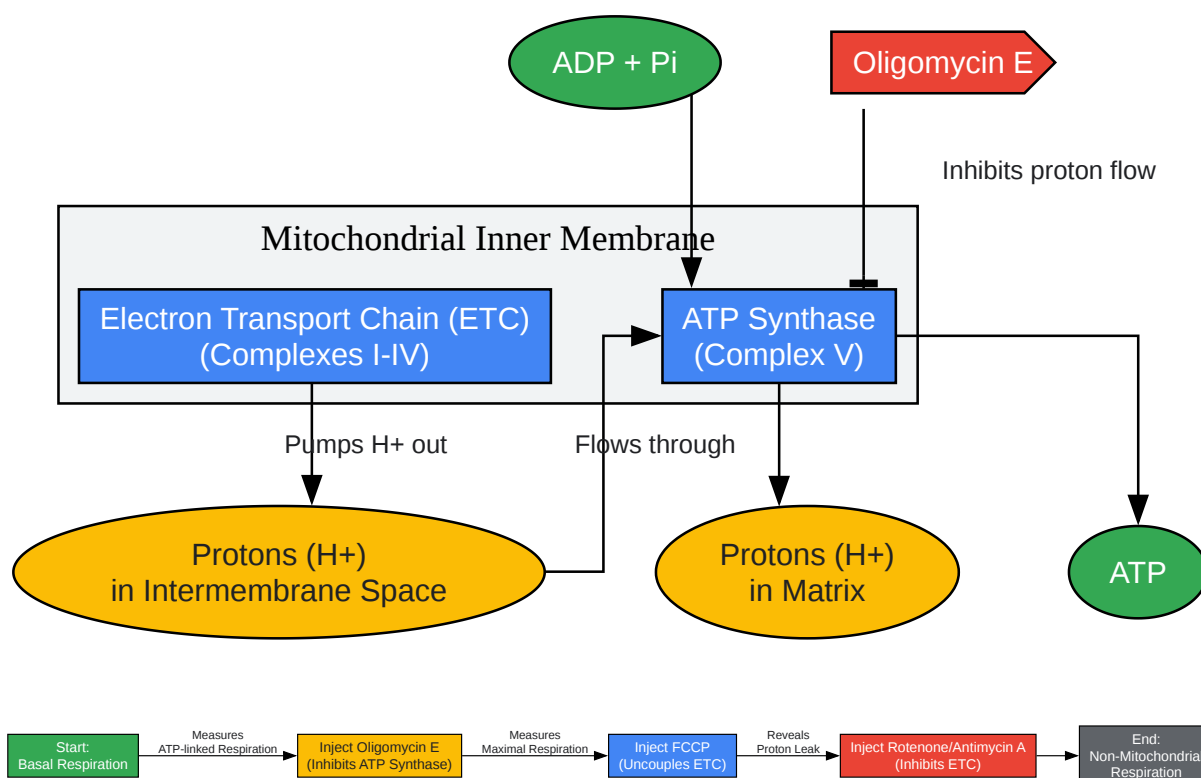 ADP + Pi
Oligomycin E
Inhibits proton flow
Mitochondrial Inner Membrane
Electron Transport Chain (ETC)
(Complexes I-IV)
ATP Synthase
(Complex V)
Pumps H+ out
Flows through
Protons (H+)
in Intermembrane Space
Protons (H+)
in Matrix
ATP
Start:
Basal Respiration
Measures
ATP-linked Respiration
Inject Oligomycin E
(Inhibits ATP Synthase)
Measures
Maximal Respiration
Inject FCCP
(Uncouples ETC)
Reveals
Proton Leak
Inject Rotenone/Antimycin A
(Inhibits ETC)
End:
Non-Mitochondrial
Respiration